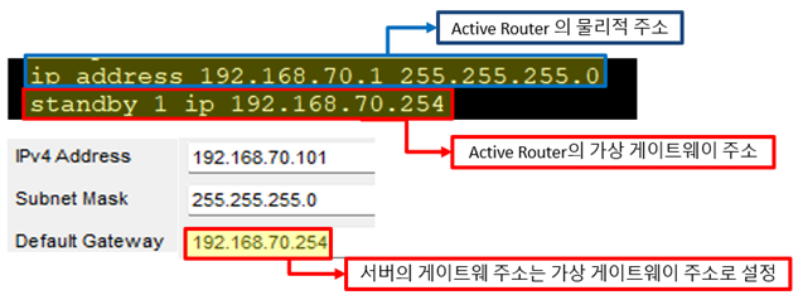 Active Router 의 물리적 주소
ip address 192.168.70.1 255.255.255.0
standby 1 ip 192.168.70.254
Active Router의 가상 게이트웨이 주소
IPv4 Address 192.168.70.101
Subnet Mask 255.255.255.0
Default Gateway 192.168.70.254
서버의 게이트웨 주소는 가상 게이트웨이 주소로 설정